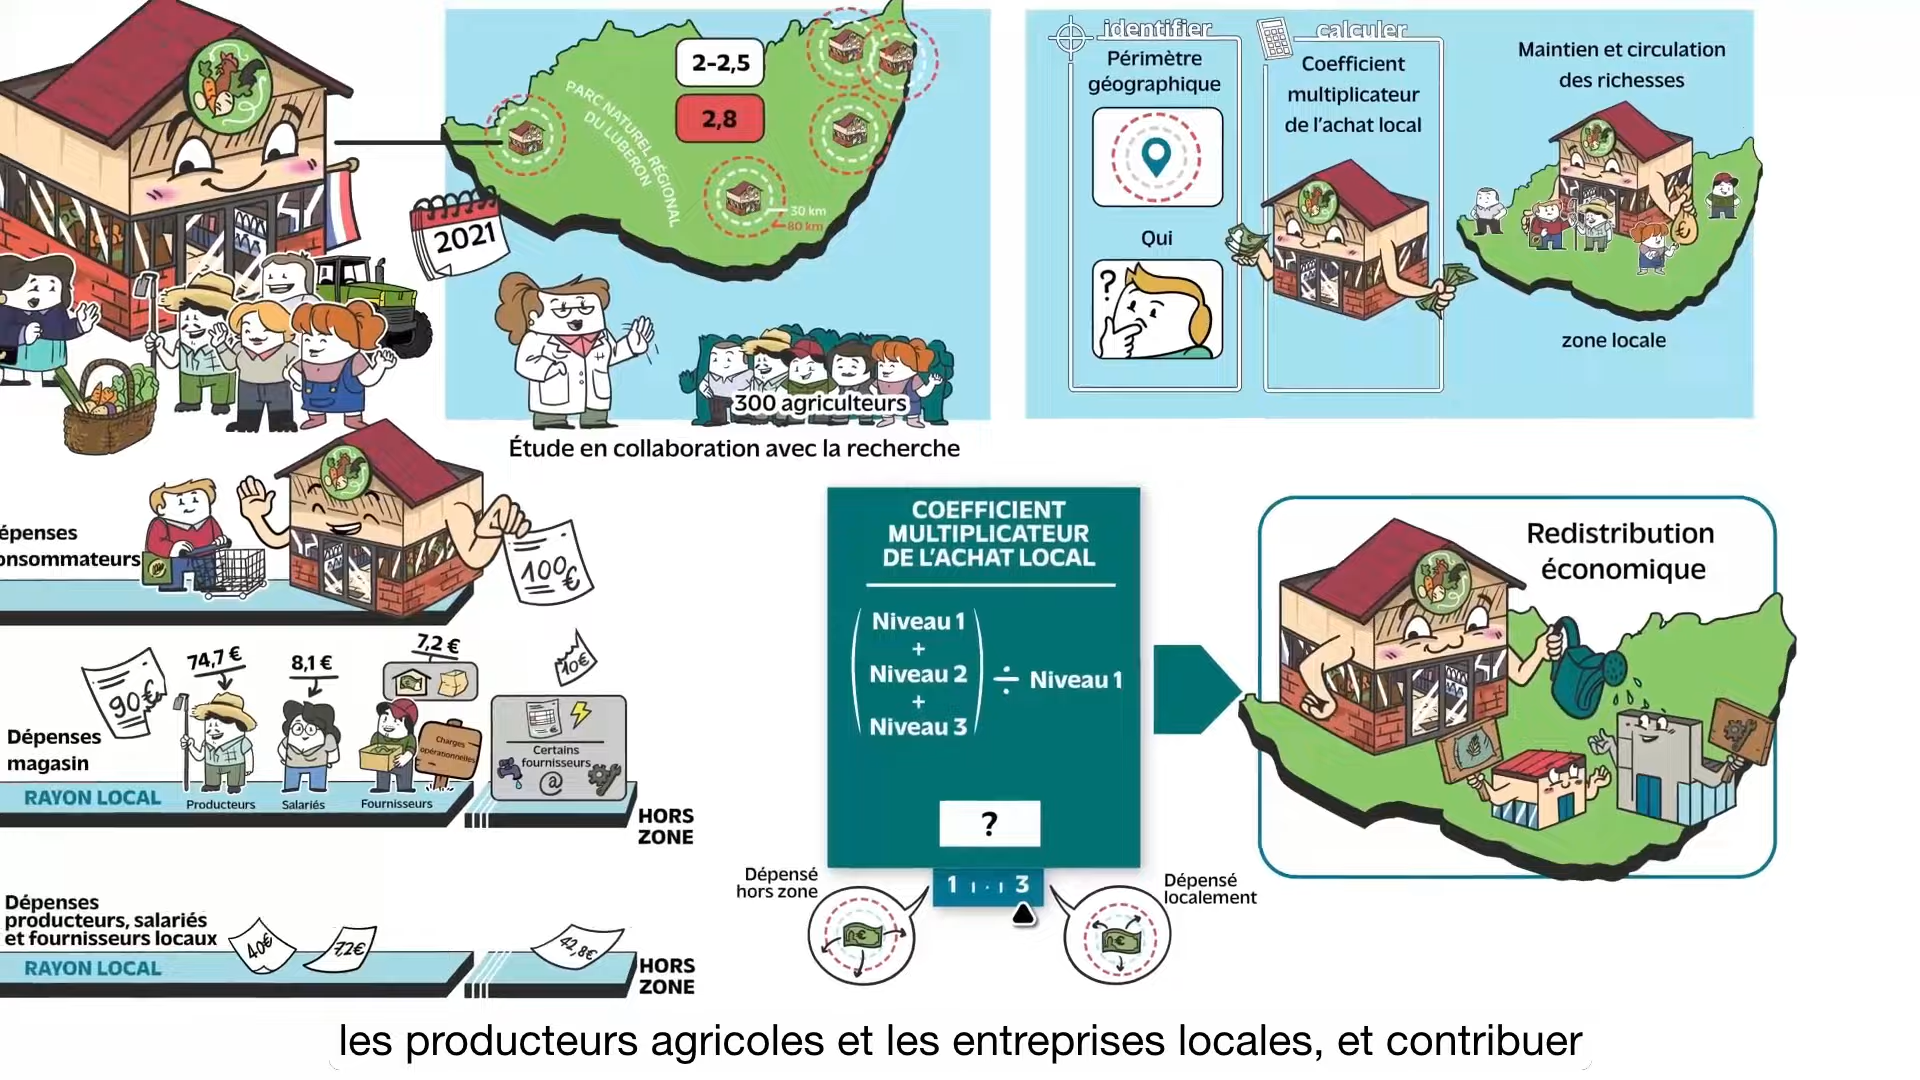 2021
PARC NATUREL RÉGIONAL
DU LUBERON
2-2,5
2,8
30 km
80 km
300 agriculteurs
Étude en collaboration avec la recherche
identifier
Périmètre
géographique
Qui
?
calculer
Coefficient
multiplicateur
de l'achat local
Maintien et circulation
des richesses
€
zone locale
épenses
onsommateurs
100€
90€
74,7 €
8,1 €
7,2 €
10€
Dépenses
magasin
Charges
opérationnelles
Certains
fournisseurs
@
RAYON LOCAL
Producteurs
Salariés
Fournisseurs
HORS
ZONE
Dépenses
producteurs, salariés
et fournisseurs locaux
40€
7,2€
42,8€
RAYON LOCAL
HORS
ZONE
COEFFICIENT
MULTIPLICATEUR
DE L'ACHAT LOCAL
Niveau 1
+
Niveau 2
+
Niveau 3
÷ Niveau 1
?
1 3
Dépensé
hors zone
€
Dépensé
localement
€
Redistribution
économique
les producteurs agricoles et les entreprises locales, et contribuer